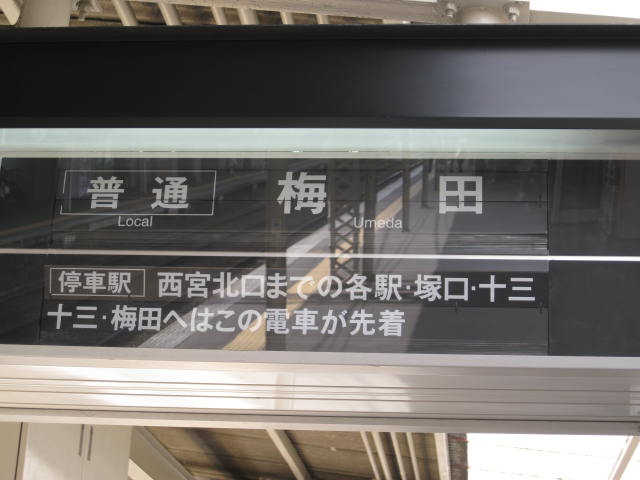 普通 梅田
Local Umeda
停車駅 西宮北口までの各駅・塚口・十三
十三・梅田へはこの電車が先着